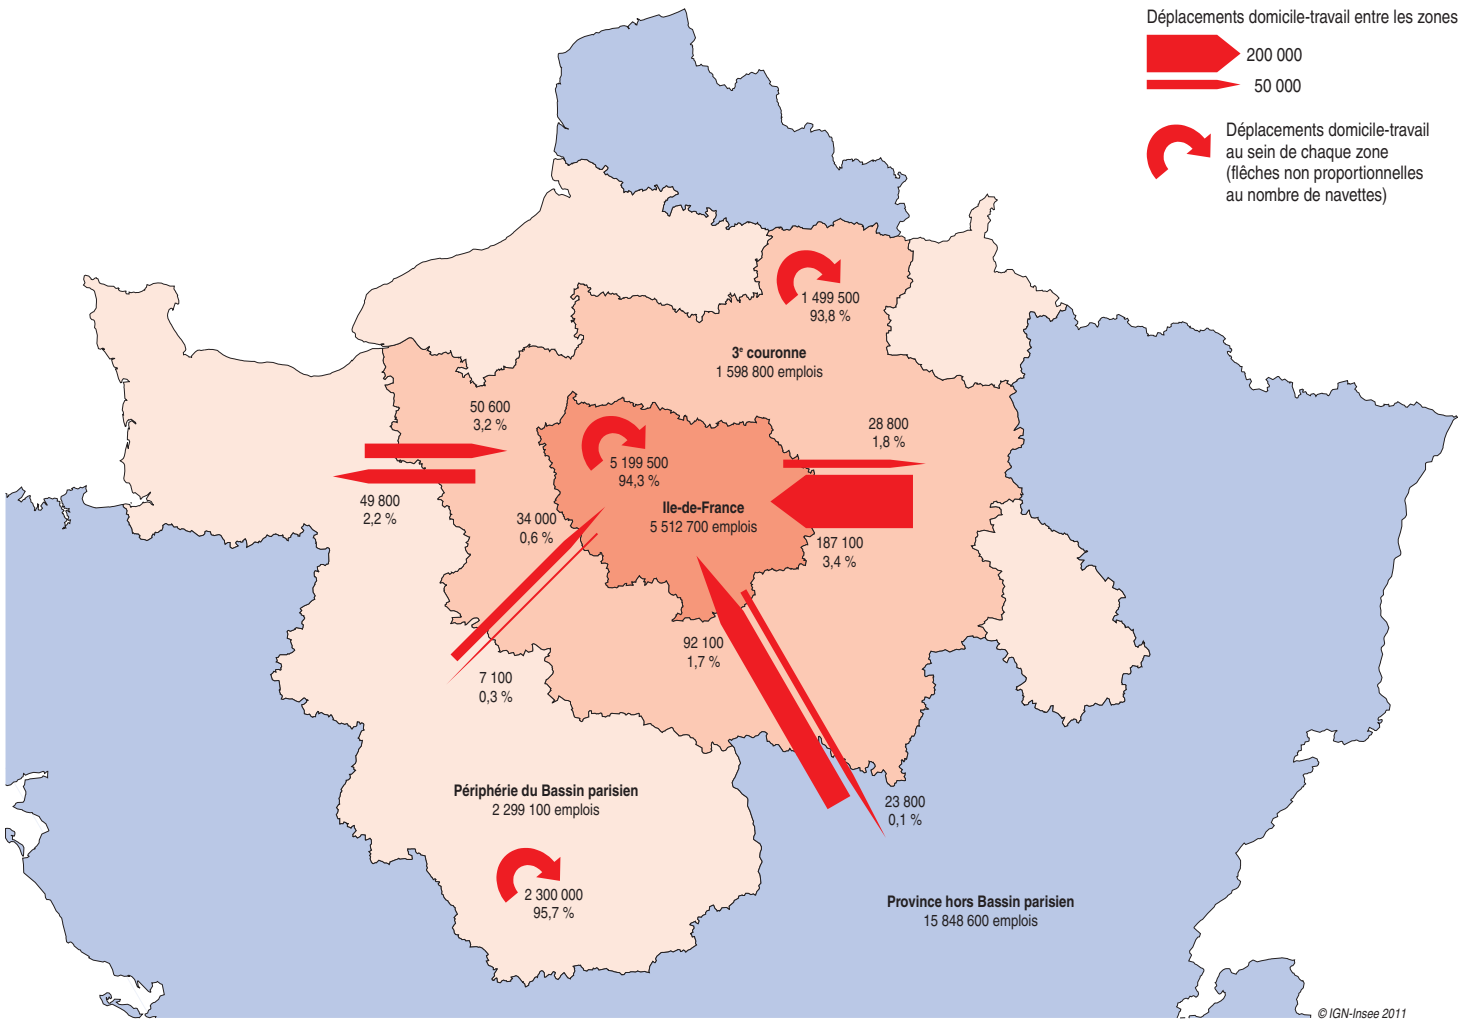 Déplacements domicile-travail entre les zones
200 000
50 000
Déplacements domicile-travail
au sein de chaque zone
(flêches non proportionnelles
au nombre de navettes)
1 499 500
93,8 %
3e couronne
1 598 800 emplois
50 600
3,2 %
28 800
1,8 %
5 199 500
94,3 %
49 800
2,2 %
Ile-de-France
5 512 700 emplois
34 000
0,6 %
187 100
3,4 %
92 100
1,7 %
7 100
0,3 %
Périphérie du Bassin parisien
2 299 100 emplois
23 800
0,1 %
2 300 000
95,7 %
Province hors Bassin parisien
15 848 600 emplois
© IGN-Insee 2011